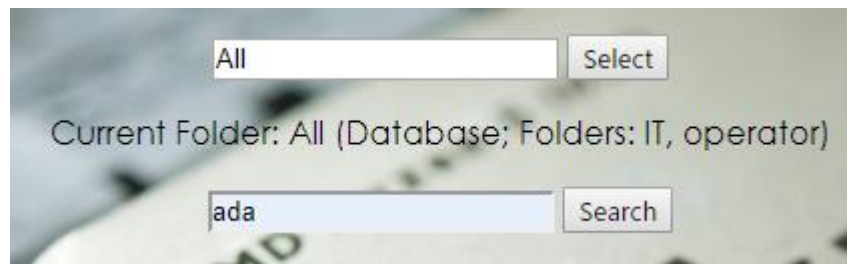 All Select
Current Folder: All (Database; Folders: IT, operator)
ada Search